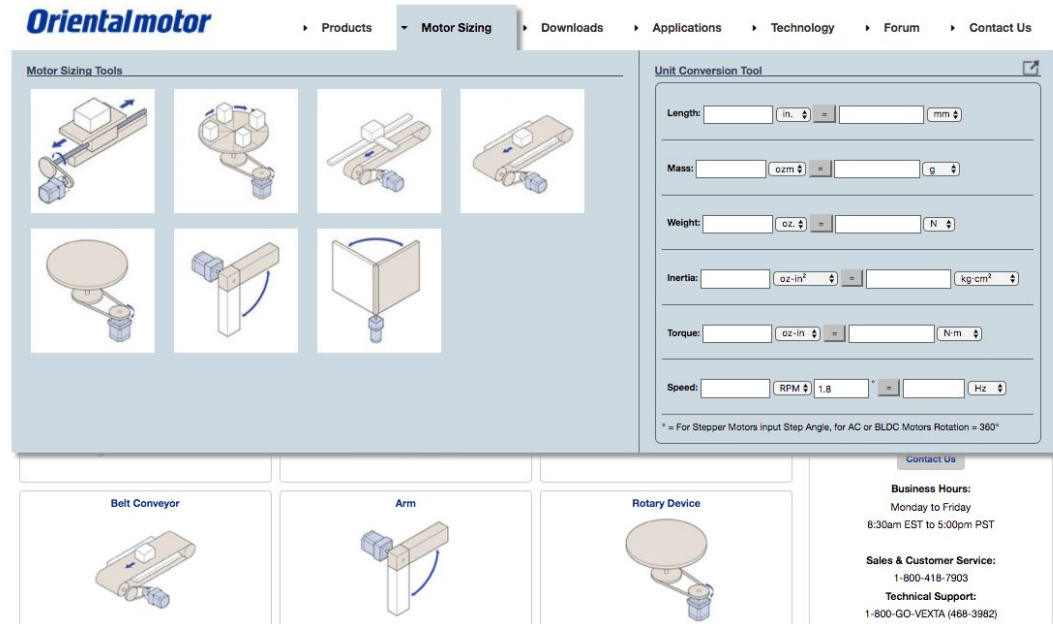 Orientalmotor
Products
Motor Sizing
Downloads
Applications
Technology
Forum
Contact Us
Motor Sizing Tools
Unit Conversion Tool
Length: in. = mm
Mass: ozm = g
Weight: oz. = N
Inertia: oz-in² = kg·cm²
Torque: oz-in = N·m
Speed: RPM 1.8 ° = Hz
° = For Stepper Motors input Step Angle, for AC or BLDC Motors Rotation = 360°
Contact Us
Business Hours:
Monday to Friday
8:30am EST to 5:00pm PST
Sales & Customer Service:
1-800-418-7903
Technical Support:
1-800-GO-VEXTA (468-3982)
Belt Conveyor
Arm
Rotary Device